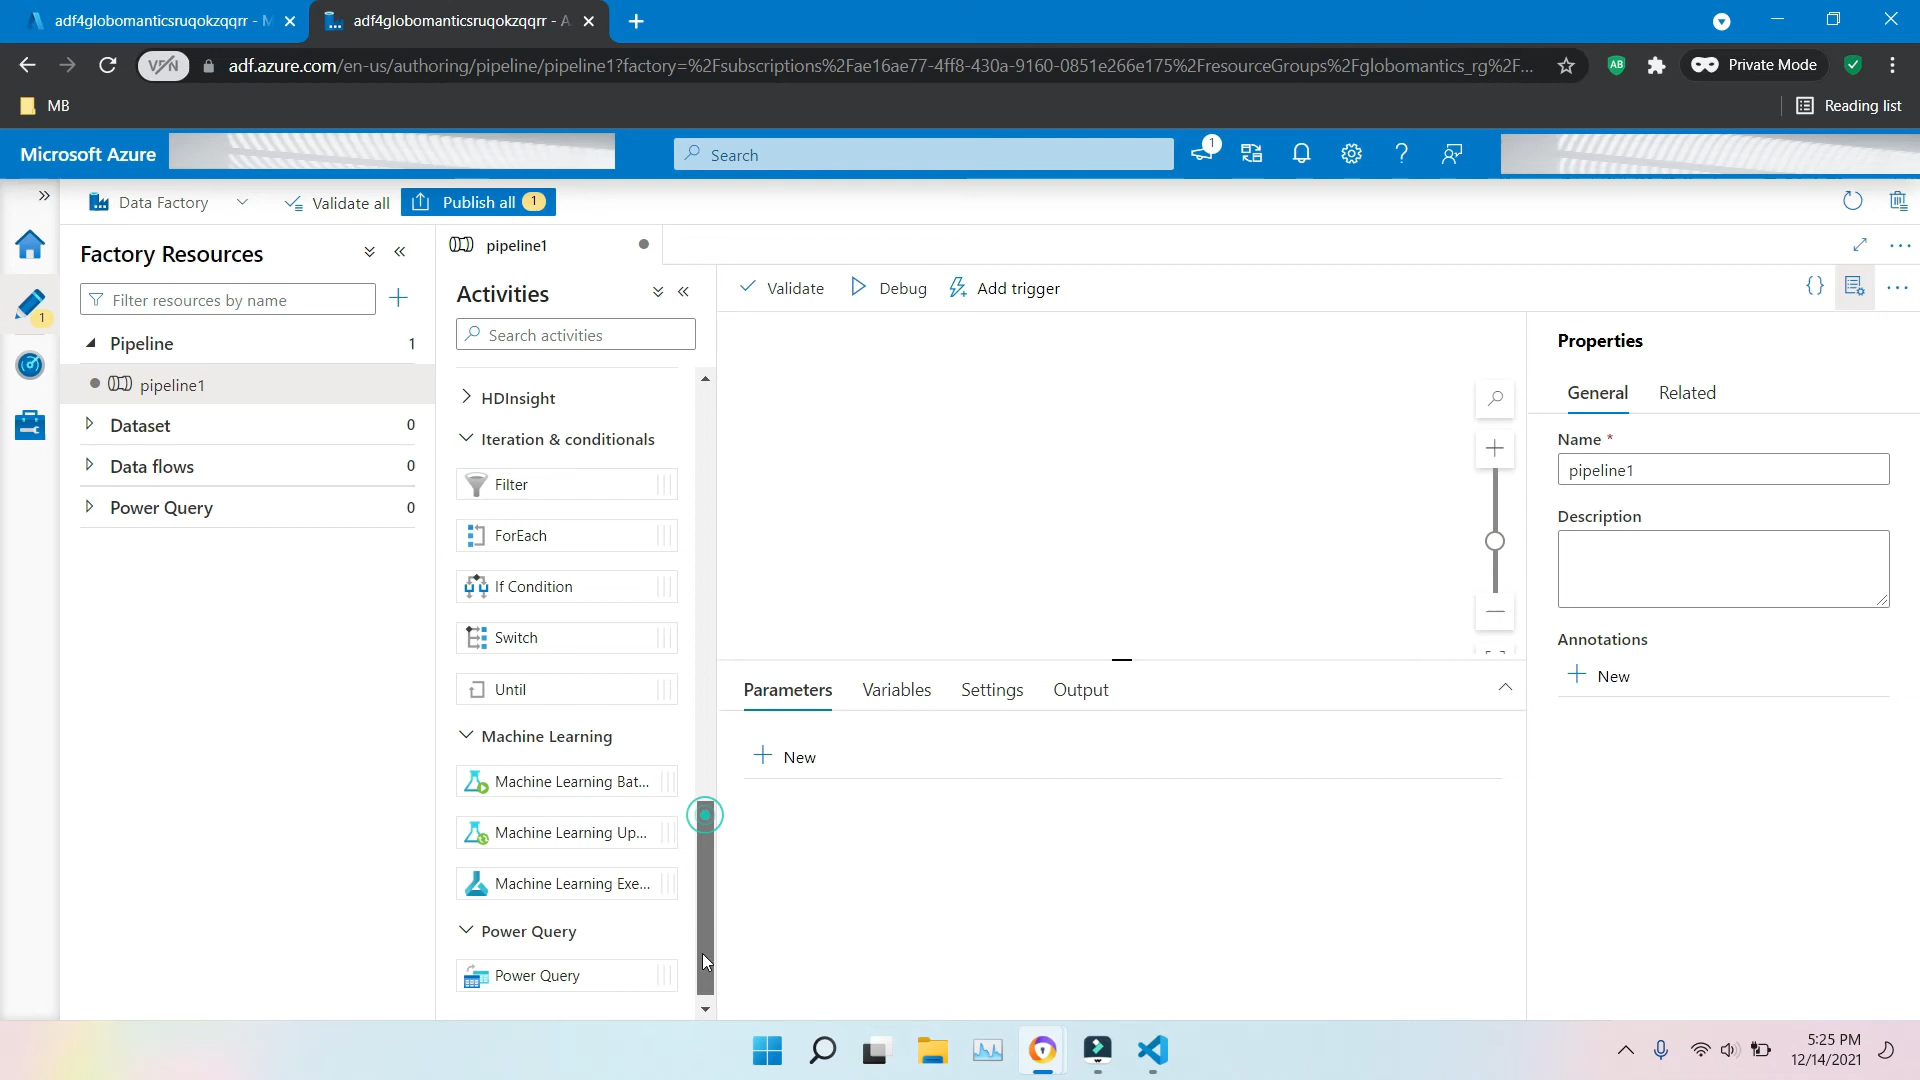 adf4globomanticsruqokzqqrr - M
adf4globomanticsruqokzqqrr - A
VPN
adf.azure.com/en-us/authoring/pipeline/pipeline1?factory=%2Fsubscriptions%2Fae16ae77-4ff8-430a-9160-0851e266e175%2FresourceGroups%2Fglobomantics_rg%2F...
AB
Private Mode
MB
Reading list
Microsoft Azure
Search
1
Data Factory
Validate all
Publish all 1
Factory Resources
Filter resources by name
1
Pipeline 1
pipeline1
Dataset 0
Data flows 0
Power Query 0
pipeline1
Activities
Search activities
HDInsight
Iteration & conditionals
Filter
ForEach
If Condition
Switch
Until
Machine Learning
Machine Learning Bat...
Machine Learning Up...
Machine Learning Exe...
Power Query
Power Query
Validate
Debug
Add trigger
{}
Parameters
Variables
Settings
Output
New
Properties
General
Related
Name *
pipeline1
Description
Annotations
New
5:25 PM
12/14/2021